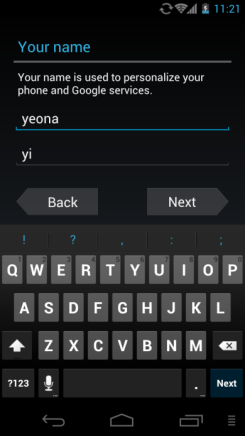 11:21
Your name
Your name is used to personalize your
phone and Google services.
yeona
yi
Back Next
! ? , : ;
Q W E R T Y U I O P
A S D F G H J K L
Z X C V B N M
?123 . Next